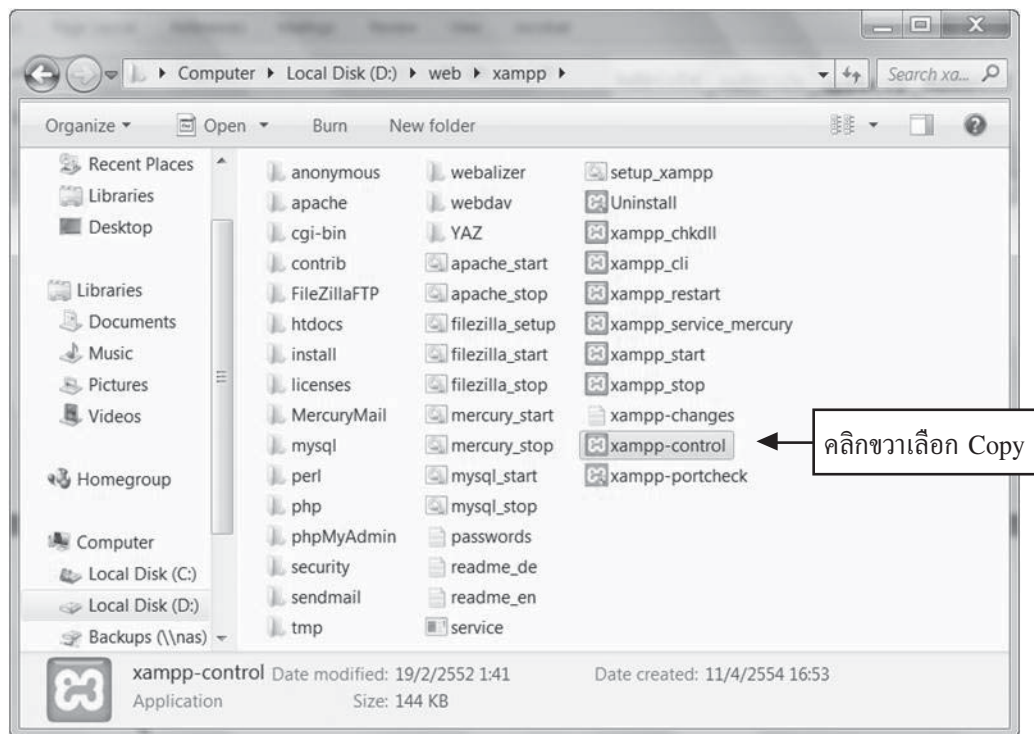 Computer ▸ Local Disk (D:) ▸ web ▸ xampp ▸
Search xa...
Organize Open Burn New folder
Recent Places
Libraries
Desktop
Libraries
Documents
Music
Pictures
Videos
Homegroup
Computer
Local Disk (C:)
Local Disk (D:)
Backups (\\nas)
anonymous
apache
cgi-bin
contrib
FileZillaFTP
htdocs
install
licenses
MercuryMail
mysql
perl
php
phpMyAdmin
security
sendmail
tmp
webalizer
webdav
YAZ
apache_start
apache_stop
filezilla_setup
filezilla_start
filezilla_stop
mercury_start
mercury_stop
mysql_start
mysql_stop
passwords
readme_de
readme_en
service
setup_xampp
Uninstall
xampp_chkdll
xampp_cli
xampp_restart
xampp_service_mercury
xampp_start
xampp_stop
xampp-changes
xampp-control
xampp-portcheck
คลิกขวาเลือก Copy
xampp-control Date modified: 19/2/2552 1:41 Date created: 11/4/2554 16:53
Application Size: 144 KB